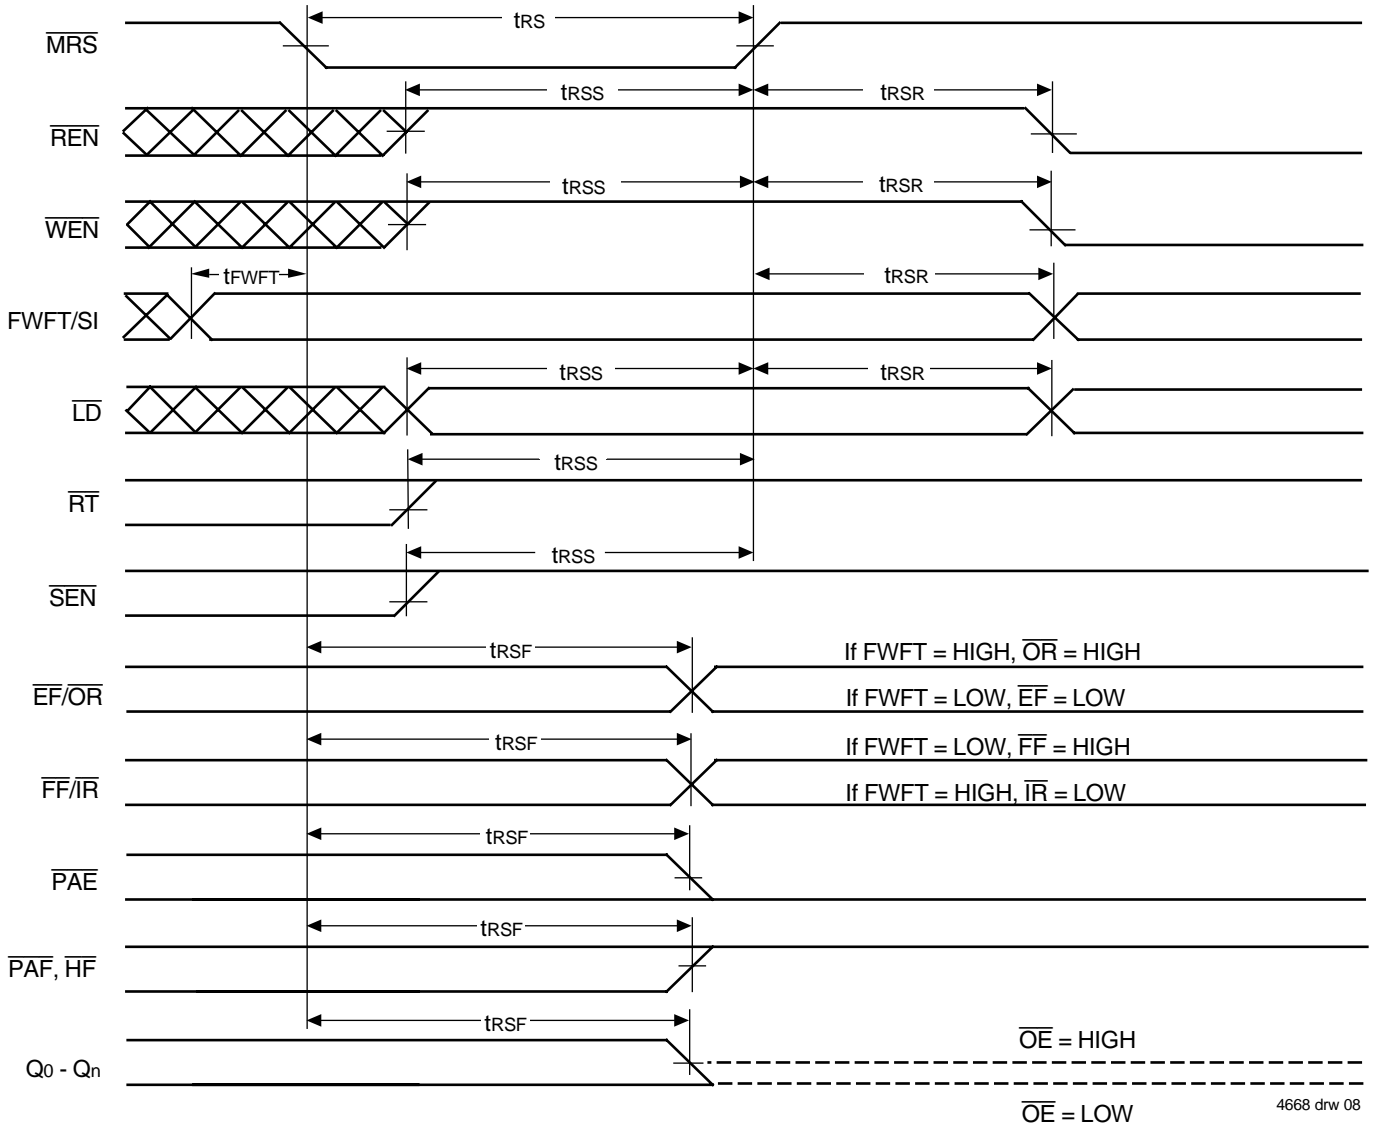 tRS
MRS
tRSS tRSR
REN
tRSS tRSR
WEN
tFWFT tRSR
FWFT/SI
tRSS tRSR
LD
tRSS
RT
tRSS
SEN
tRSF If FWFT = HIGH, OR = HIGH
EF/OR If FWFT = LOW, EF = LOW
tRSF If FWFT = LOW, FF = HIGH
FF/IR If FWFT = HIGH, IR = LOW
tRSF
PAE
tRSF
PAF, HF
tRSF
OE = HIGH
Q0 - Qn
OE = LOW 4668 drw 08